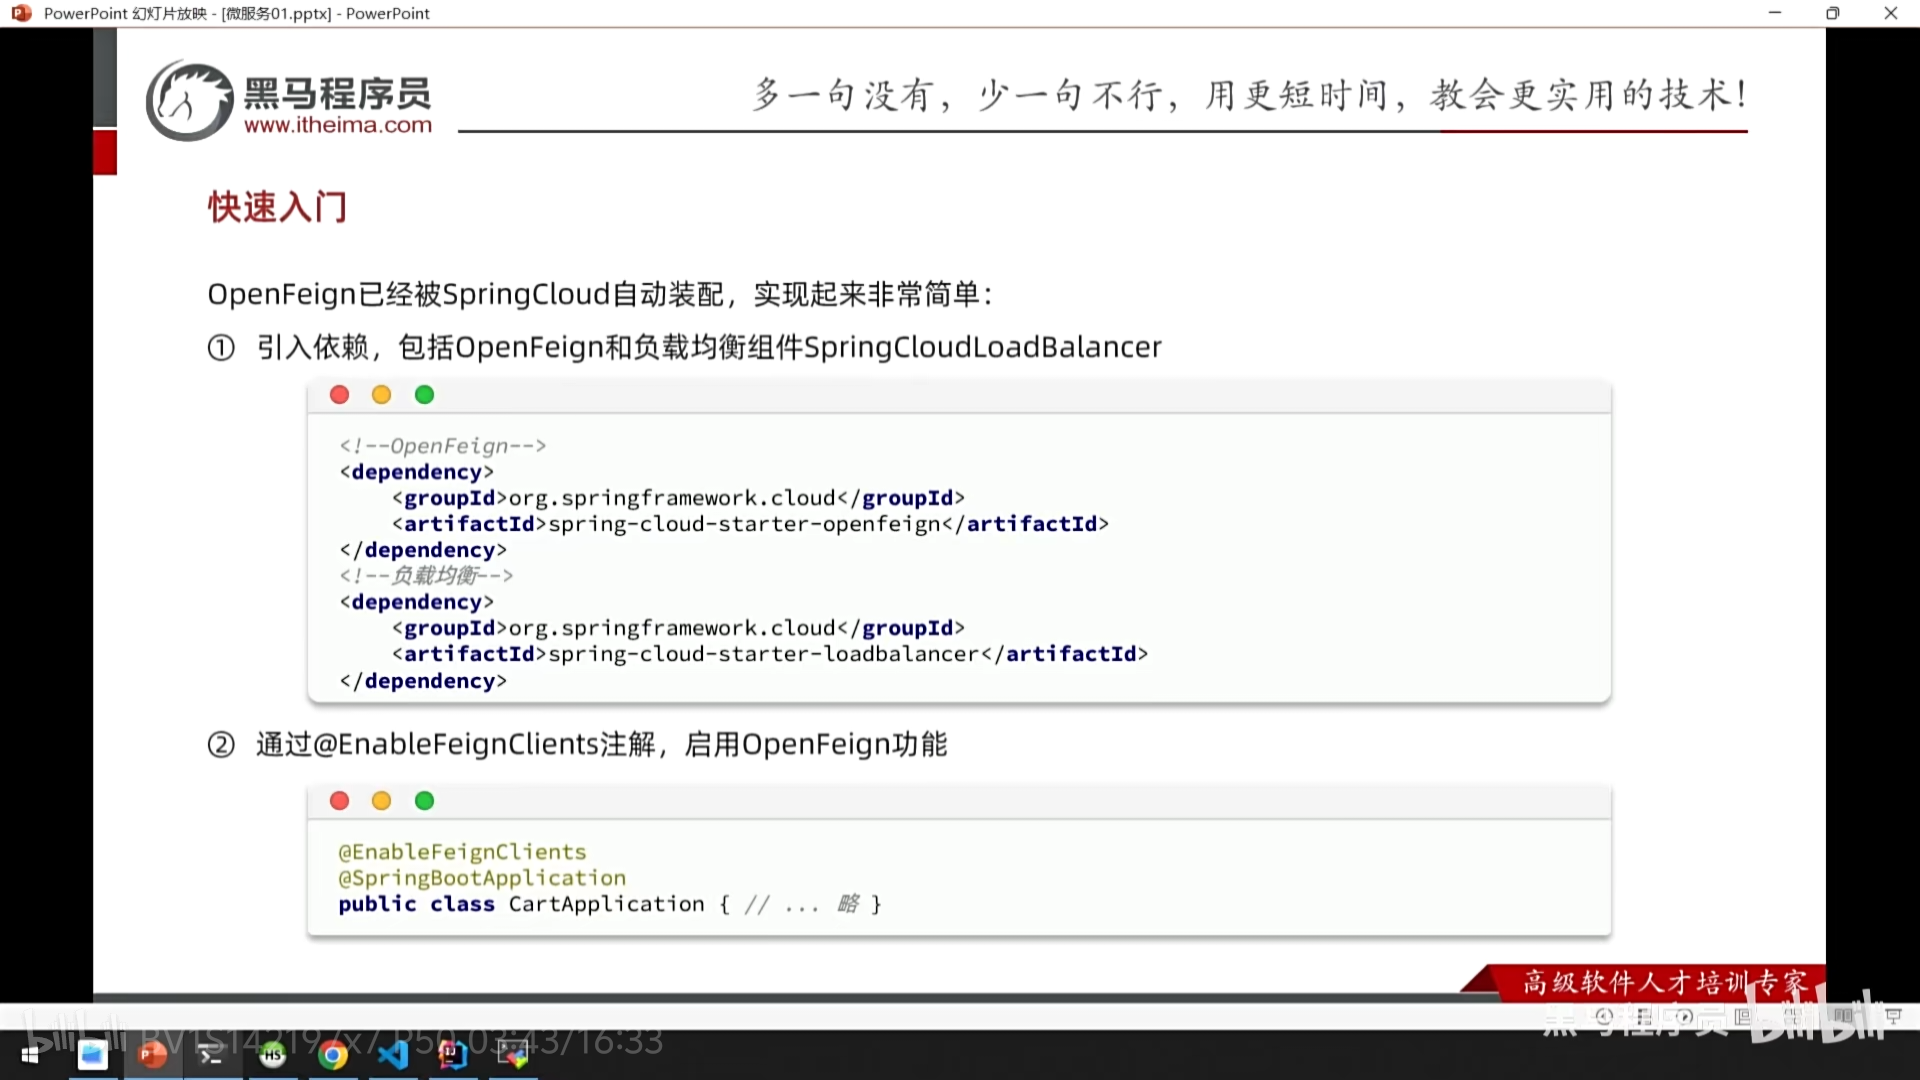 PowerPoint 幻灯片放映 - [微服务01.pptx] - PowerPoint
黑马程序员
www.itheima.com
多一句没有，少一句不行，用更短时间，教会更实用的技术！
快速入门
OpenFeign已经被SpringCloud自动装配，实现起来非常简单：
① 引入依赖，包括OpenFeign和负载均衡组件SpringCloudLoadBalancer
<!--OpenFeign-->
<dependency>
    <groupId>org.springframework.cloud</groupId>
    <artifactId>spring-cloud-starter-openfeign</artifactId>
</dependency>
<!--负载均衡-->
<dependency>
    <groupId>org.springframework.cloud</groupId>
    <artifactId>spring-cloud-starter-loadbalancer</artifactId>
</dependency>
② 通过@EnableFeignClients注解，启用OpenFeign功能
@EnableFeignClients
@SpringBootApplication
public class CartApplication { // ... 略 }
高级软件人才培训专家
黑马程序员 bilibili
bilibili P50 03:43/16:33